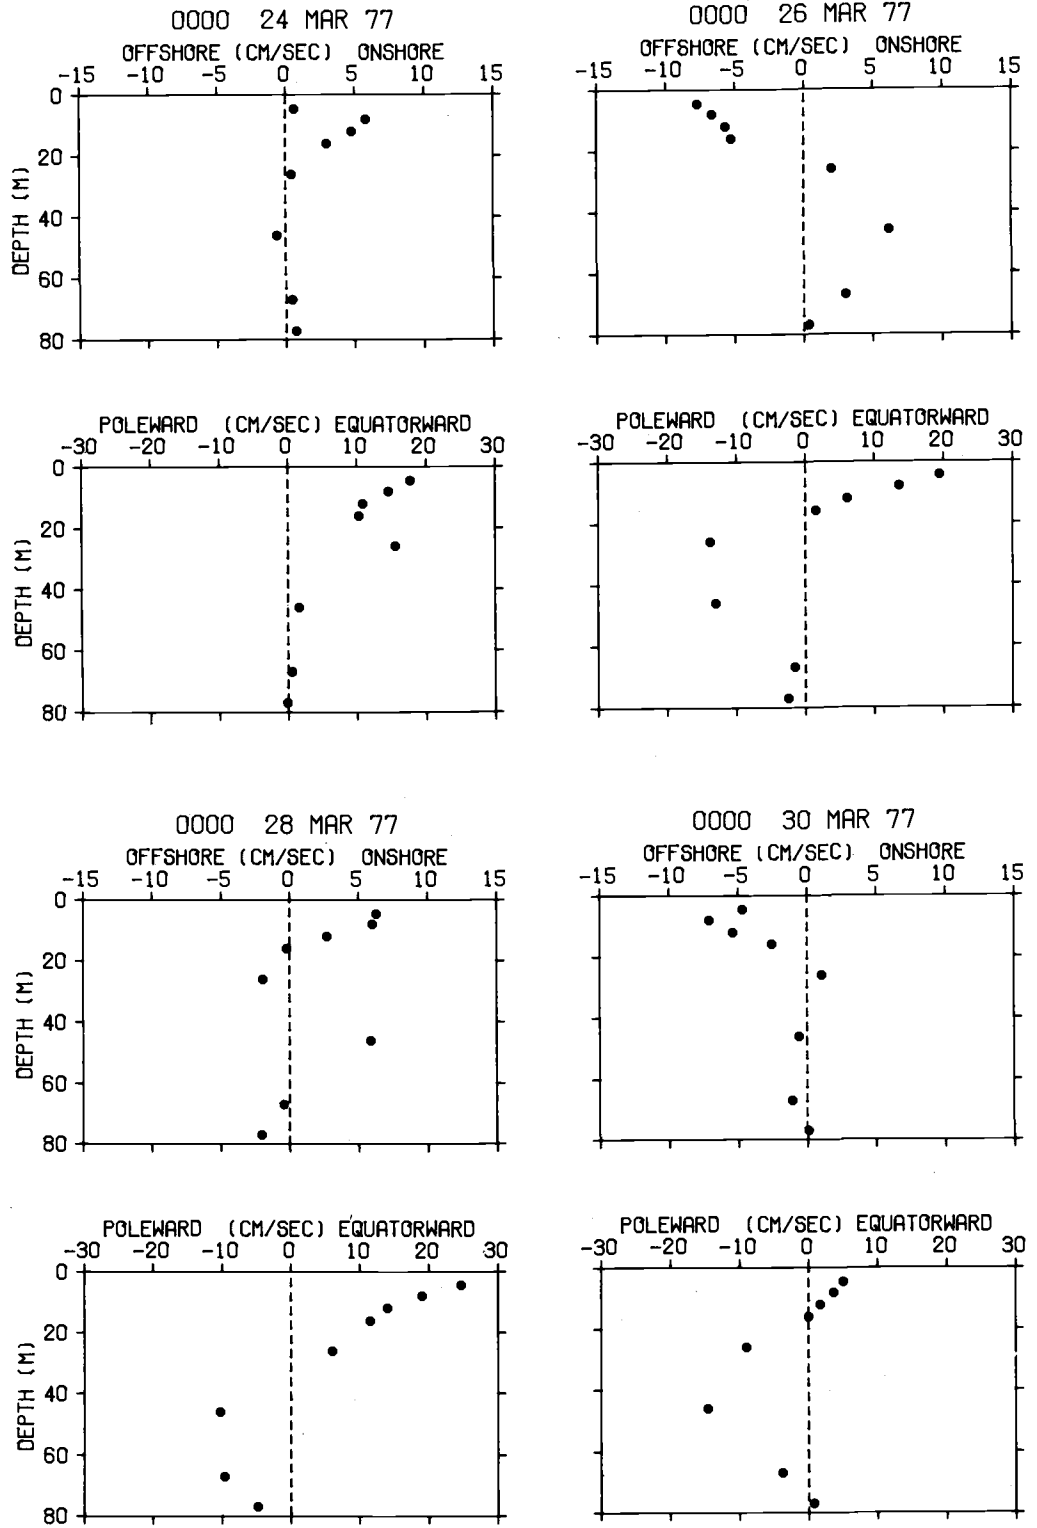 0000 24 MAR 77
OFFSHORE (CM/SEC) ONSHORE
-15 -10 -5 0 5 10 15
0
20
40
60
80
DEPTH (M)
POLEWARD (CM/SEC) EQUATORWARD
-30 -20 -10 0 10 20 30
0
20
40
60
80
DEPTH (M)
0000 26 MAR 77
OFFSHORE (CM/SEC) ONSHORE
-15 -10 -5 0 5 10 15
POLEWARD (CM/SEC) EQUATORWARD
-30 -20 -10 0 10 20 30
0000 28 MAR 77
OFFSHORE (CM/SEC) ONSHORE
-15 -10 -5 0 5 10 15
0
20
40
60
80
DEPTH (M)
POLEWARD (CM/SEC) EQUATORWARD
-30 -20 -10 0 10 20 30
0
20
40
60
80
DEPTH (M)
0000 30 MAR 77
OFFSHORE (CM/SEC) ONSHORE
-15 -10 -5 0 5 10 15
POLEWARD (CM/SEC) EQUATORWARD
-30 -20 -10 0 10 20 30